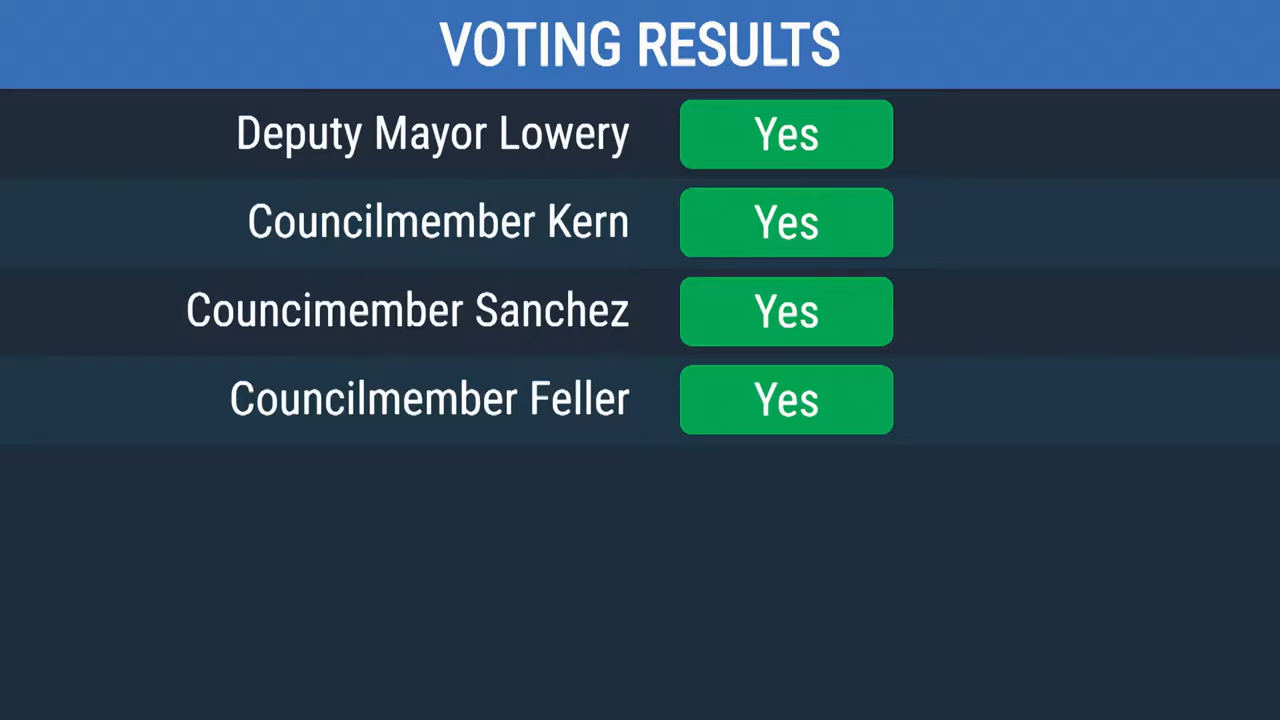 VOTING RESULTS
Deputy Mayor Lowery Yes
Councilmember Kern Yes
Councimember Sanchez Yes
Councilmember Feller Yes